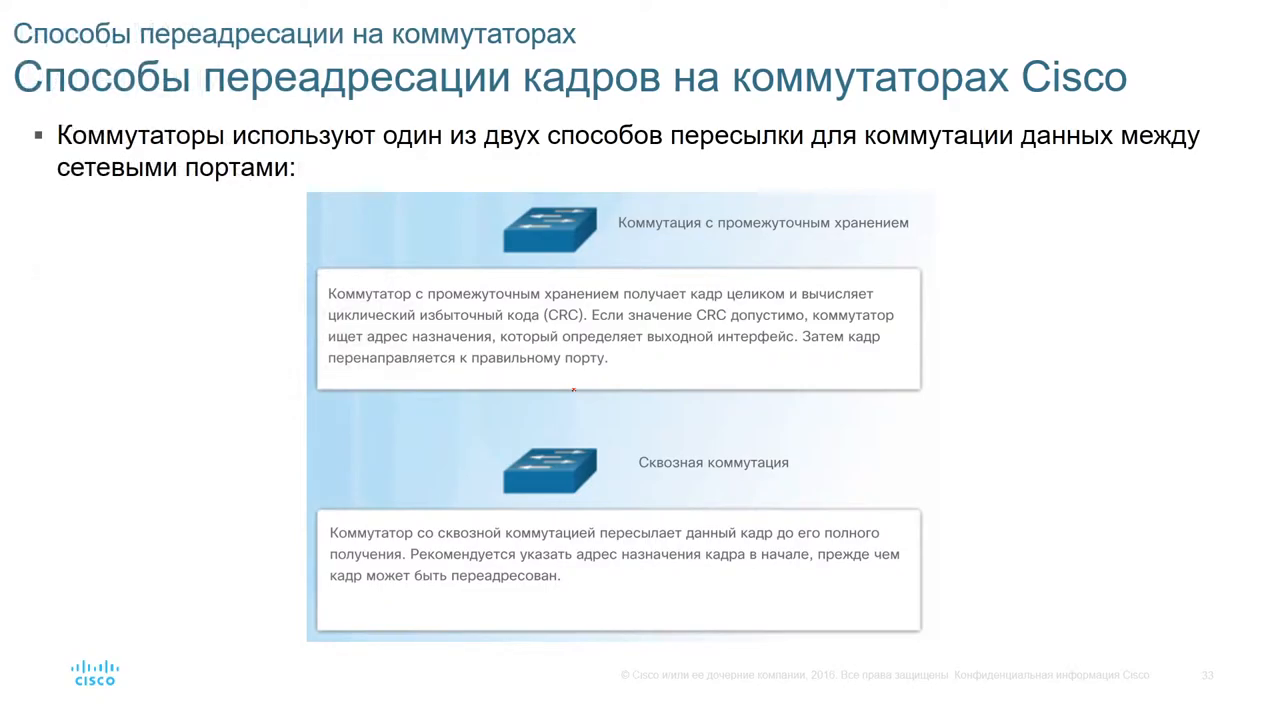 Способы переадресации на коммутаторах
Способы переадресации кадров на коммутаторах Cisco
▪ Коммутаторы используют один из двух способов пересылки для коммутации данных между
сетевыми портами:
Коммутация с промежуточным хранением
Коммутатор с промежуточным хранением получает кадр целиком и вычисляет
циклический избыточный кода (CRC). Если значение CRC допустимо, коммутатор
ищет адрес назначения, который определяет выходной интерфейс. Затем кадр
перенаправляется к правильному порту.
Сквозная коммутация
Коммутатор со сквозной коммутацией пересылает данный кадр до его полного
получения. Рекомендуется указать адрес назначения кадра в начале, прежде чем
кадр может быть переадресован.
CISCO
© Cisco и/или ее дочерние компании, 2016. Все права защищены. Конфиденциальная информация Cisco
33